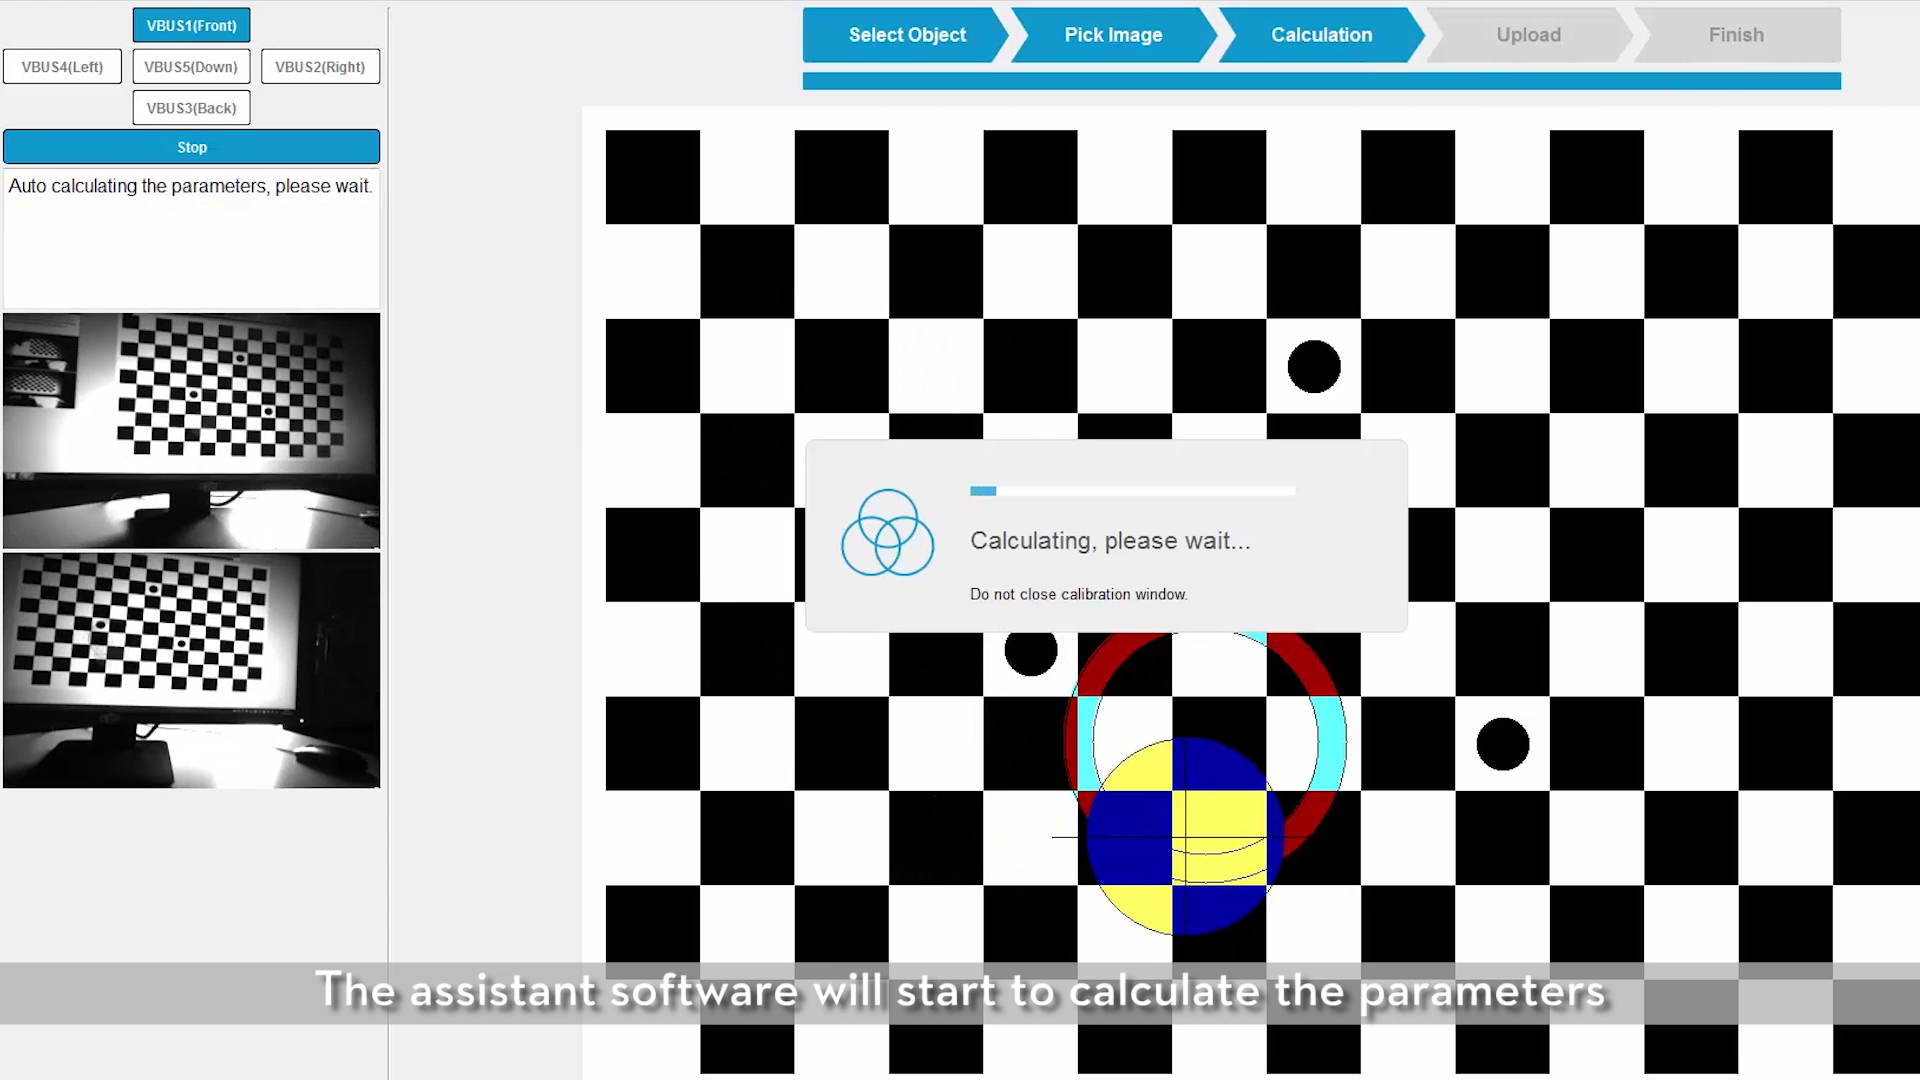 VBUS1(Front)
VBUS4(Left)
VBUS5(Down)
VBUS2(Right)
VBUS3(Back)
Stop
Auto calculating the parameters, please wait.
Select Object
Pick Image
Calculation
Upload
Finish
Calculating, please wait...
Do not close calibration window.
The assistant software will start to calculate the parameters